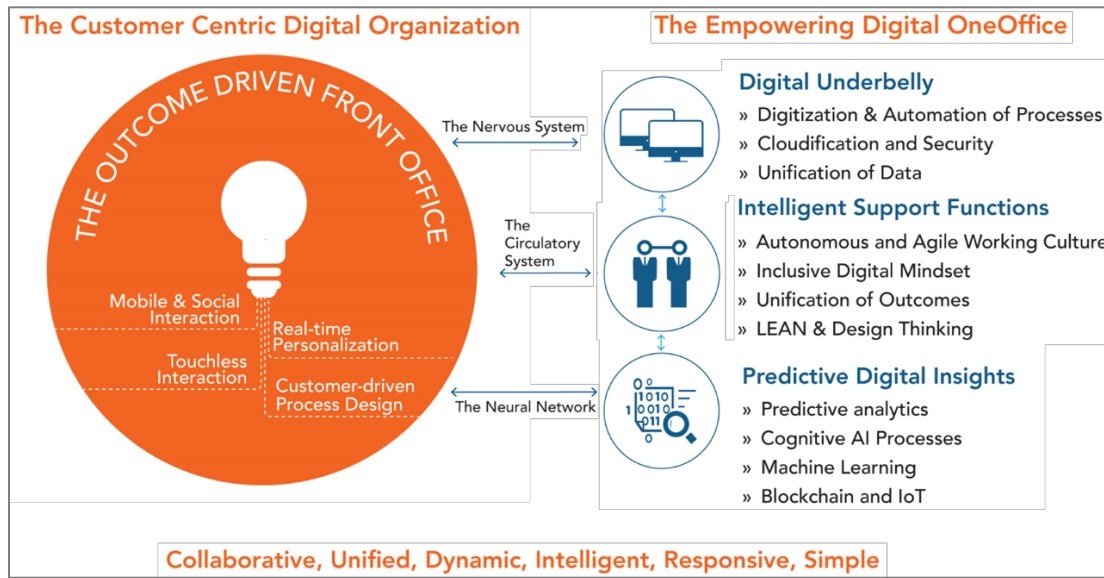 The Customer Centric Digital Organization
THE OUTCOME DRIVEN FRONT OFFICE
Mobile & Social
Interaction
Real-time
Personalization
Touchless
Interaction
Customer-driven
Process Design
The Nervous System
The
Circulatory
System
The Neural Network
The Empowering Digital OneOffice
Digital Underbelly
» Digitization & Automation of Processes
» Cloudification and Security
» Unification of Data
Intelligent Support Functions
» Autonomous and Agile Working Culture
» Inclusive Digital Mindset
» Unification of Outcomes
» LEAN & Design Thinking
Predictive Digital Insights
» Predictive analytics
» Cognitive AI Processes
» Machine Learning
» Blockchain and IoT
Collaborative, Unified, Dynamic, Intelligent, Responsive, Simple